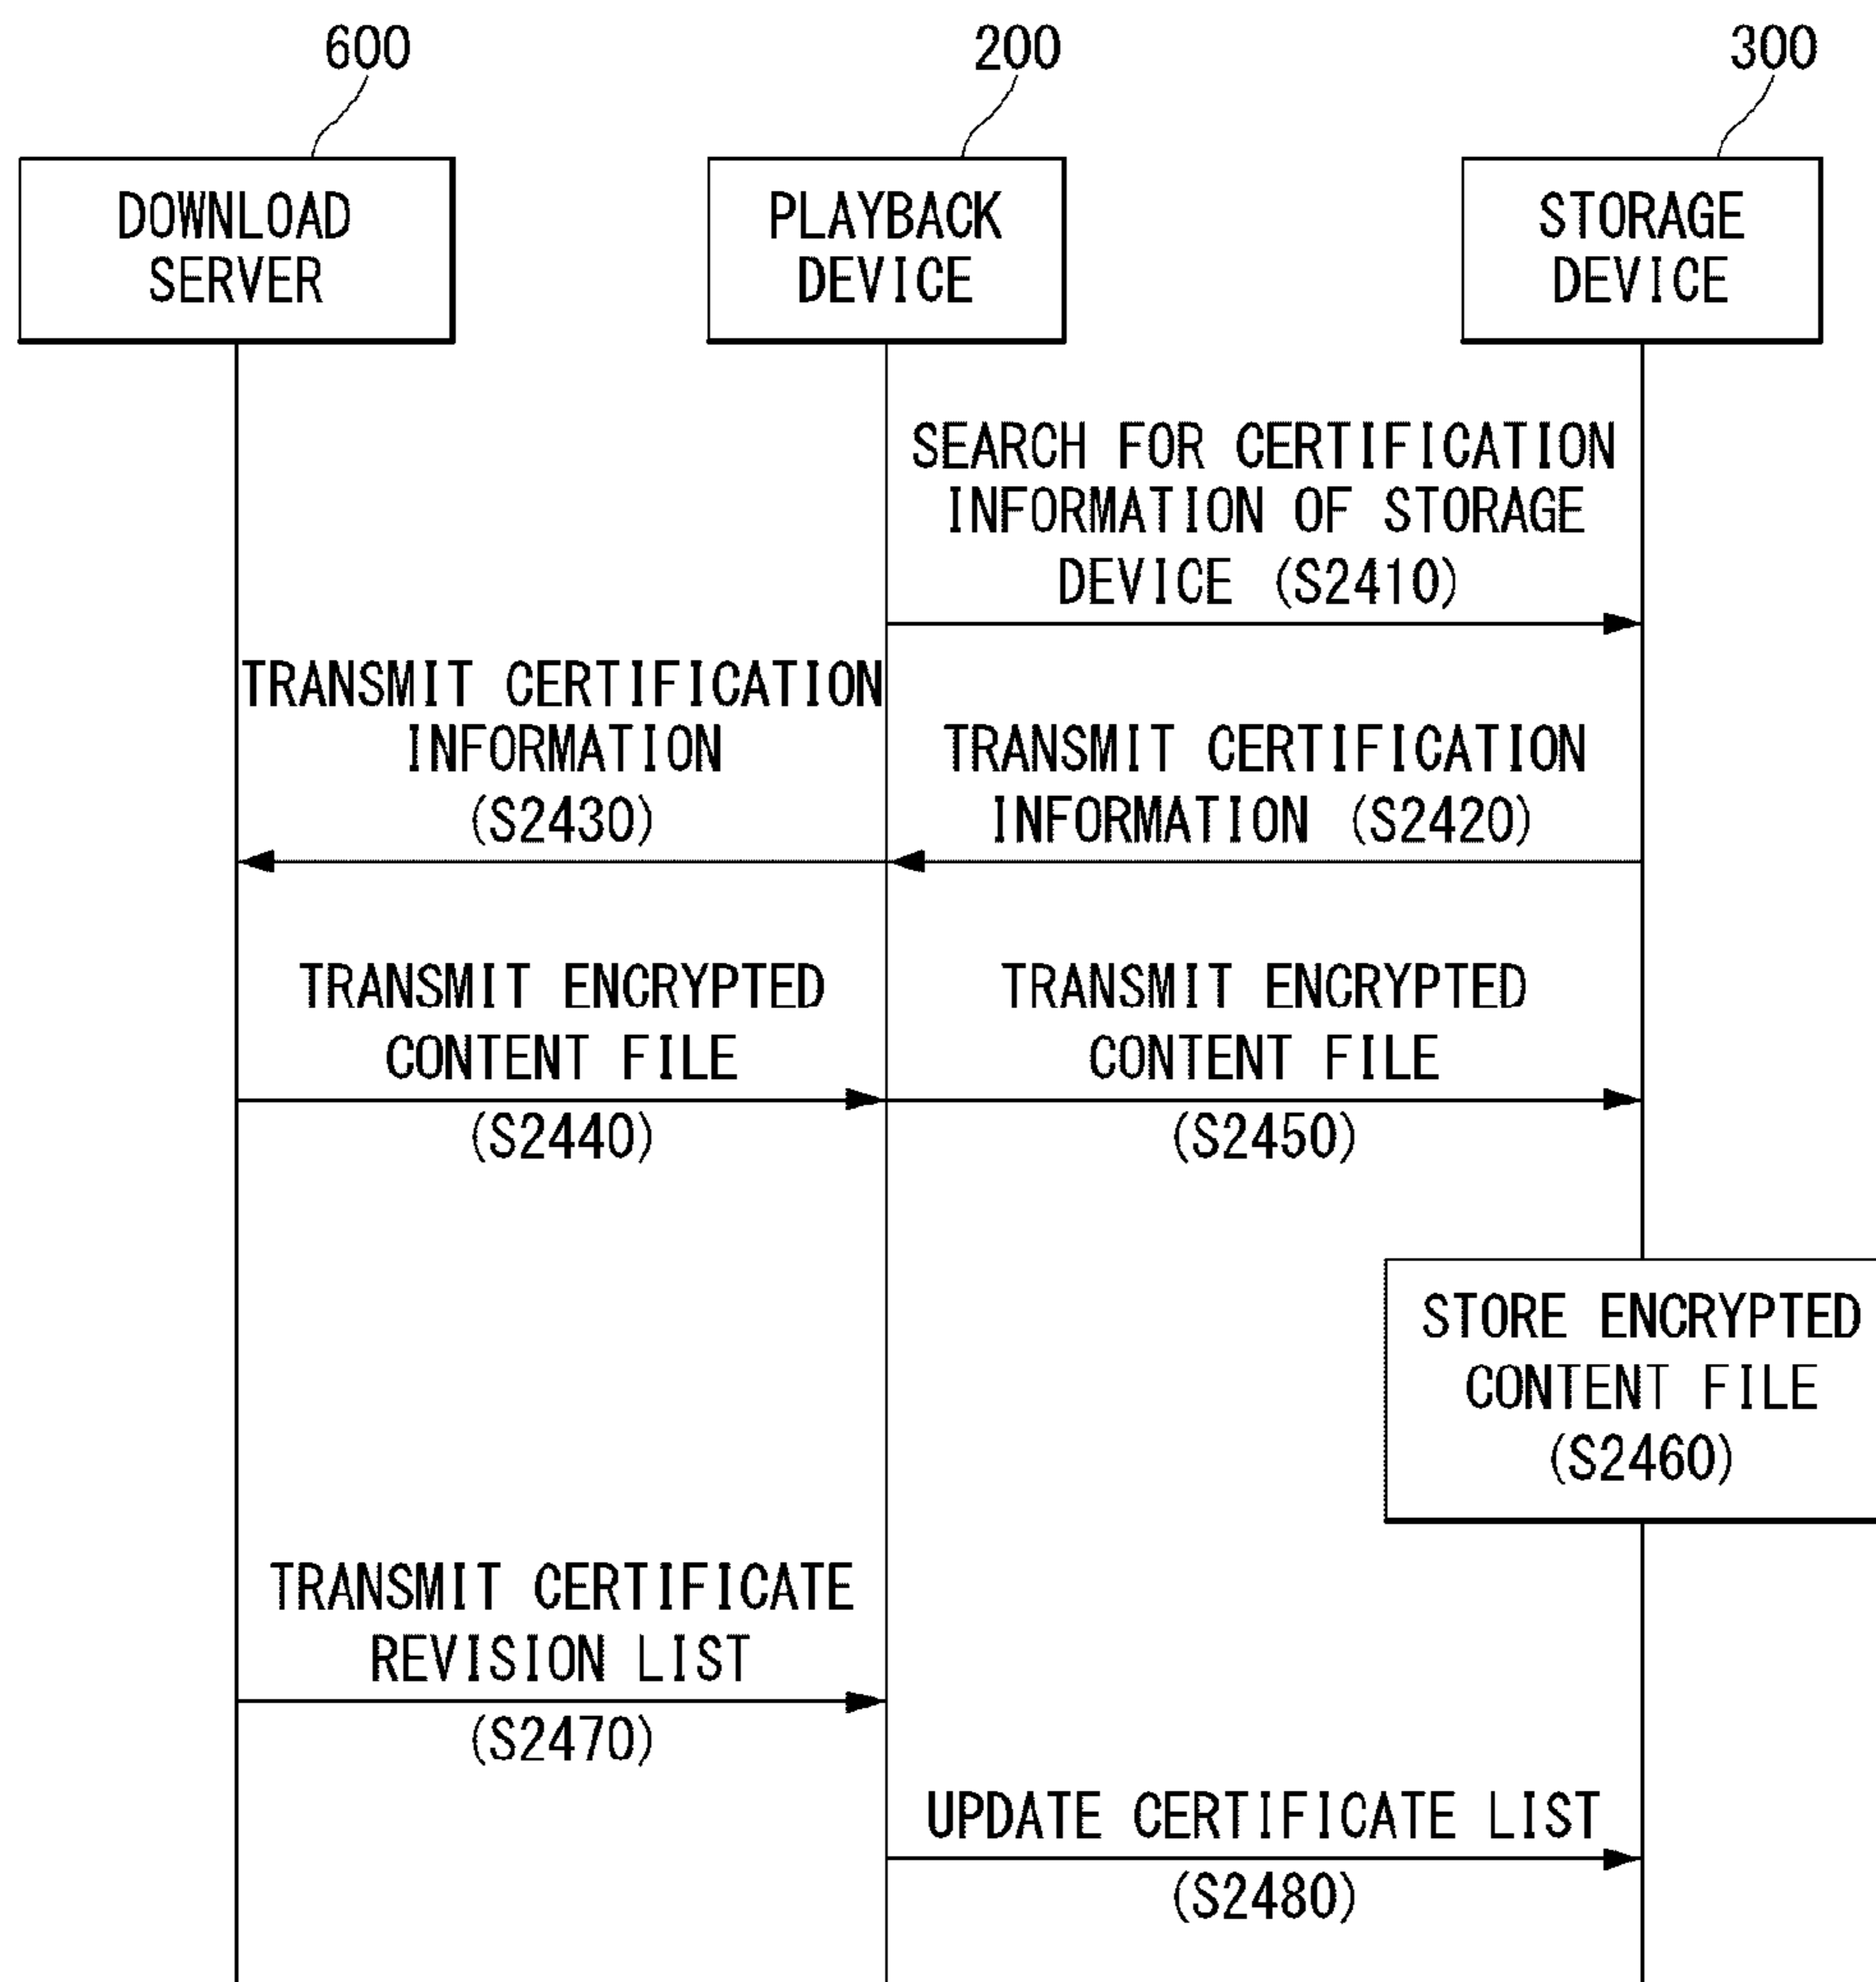 600
200
300
DOWNLOAD
SERVER
PLAYBACK
DEVICE
STORAGE
DEVICE
SEARCH FOR CERTIFICATION
INFORMATION OF STORAGE
DEVICE (S2410)
TRANSMIT CERTIFICATION
INFORMATION
(S2430)
TRANSMIT CERTIFICATION
INFORMATION (S2420)
TRANSMIT ENCRYPTED
CONTENT FILE
(S2440)
TRANSMIT ENCRYPTED
CONTENT FILE
(S2450)
STORE ENCRYPTED
CONTENT FILE
(S2460)
TRANSMIT CERTIFICATE
REVISION LIST
(S2470)
UPDATE CERTIFICATE LIST
(S2480)